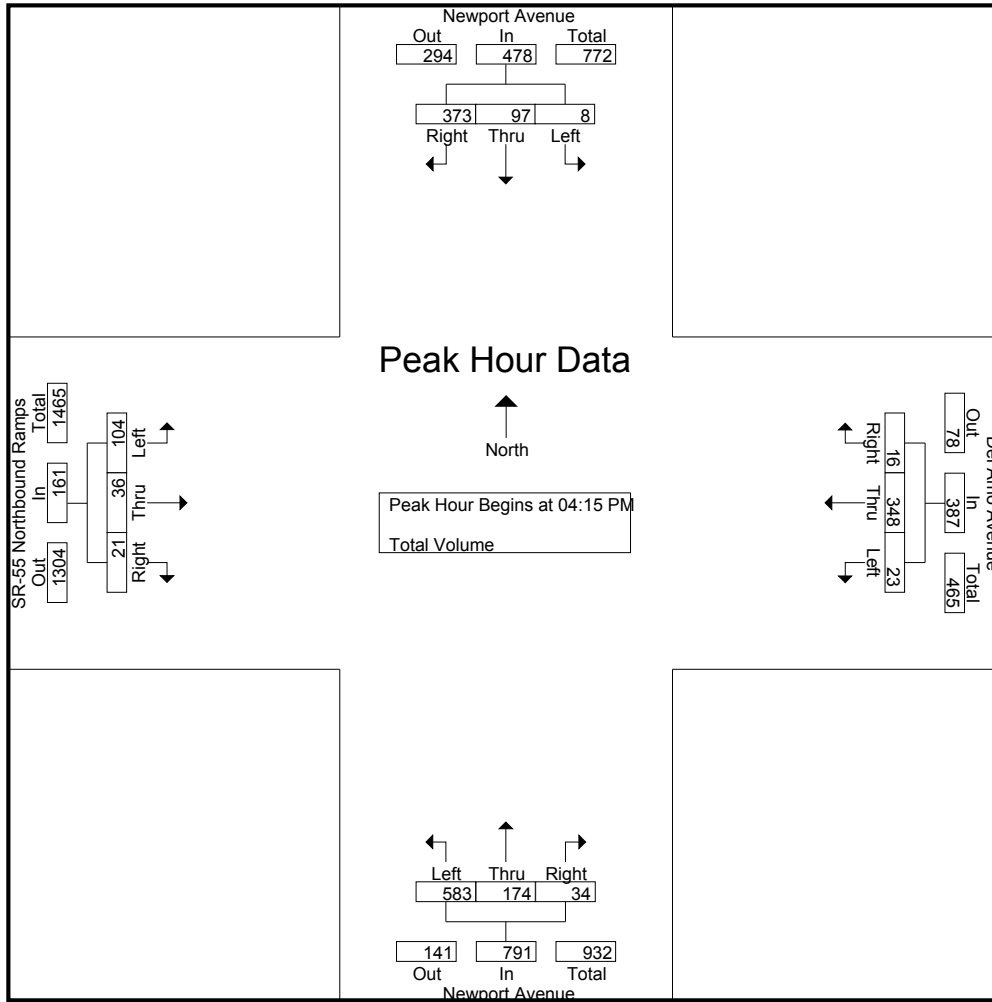 Newport Avenue
Out In Total
294 478 772
373 97 8
Right Thru Left
Peak Hour Data
North
Peak Hour Begins at 04:15 PM
Total Volume
SR-55 Northbound Ramps
Out In Total
1304 161 1465
21 36 104
Right Thru Left
Del Amo Avenue
Out In Total
78 387 465
16 348 23
Right Thru Left
Left Thru Right
583 174 34
141 791 932
Out In Total
Newport Avenue